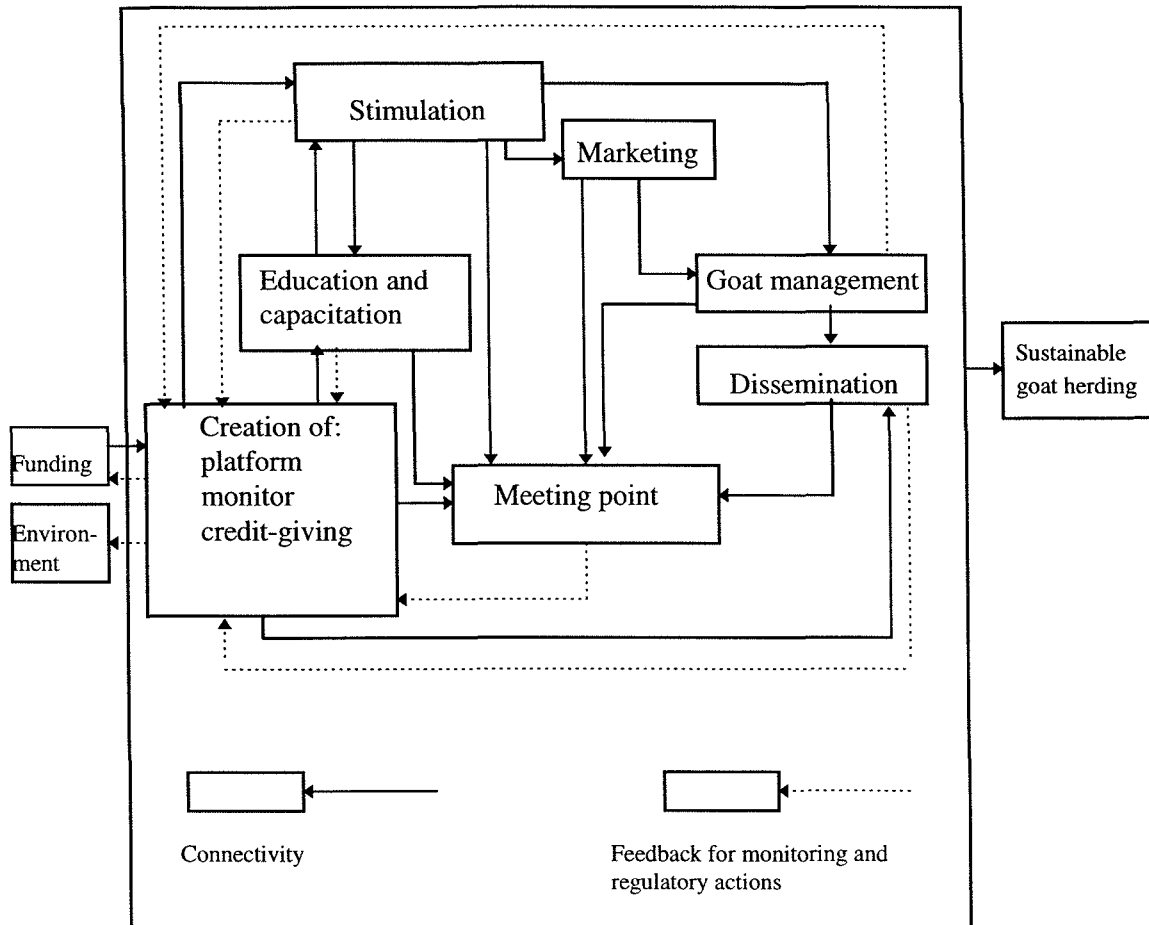 Stimulation
Marketing
Education and
capacitation
Goat management
Dissemination
Sustainable
goat herding
Creation of:
platform
monitor
credit-giving
Funding
Environ-
ment
Meeting point
Connectivity
Feedback for monitoring and
regulatory actions